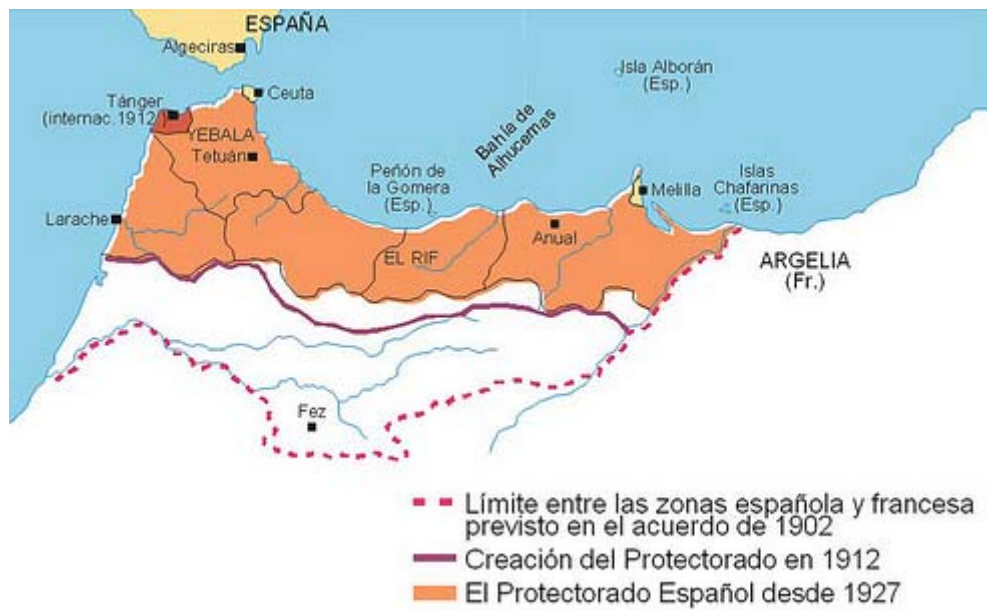 ESPAÑA
Algeciras
Ceuta
Tánger
(internac.1912)
YEBALA
Tetuán
Larache
Isla Alborán
(Esp.)
Bahía de
Alhucemas
Peñón de
la Gomera
(Esp.)
Melilla
Islas
Chafarinas
(Esp.)
Anual
EL RIF
ARGELIA
(Fr.)
Fez
Límite entre las zonas española y francesa
previsto en el acuerdo de 1902
Creación del Protectorado en 1912
El Protectorado Español desde 1927